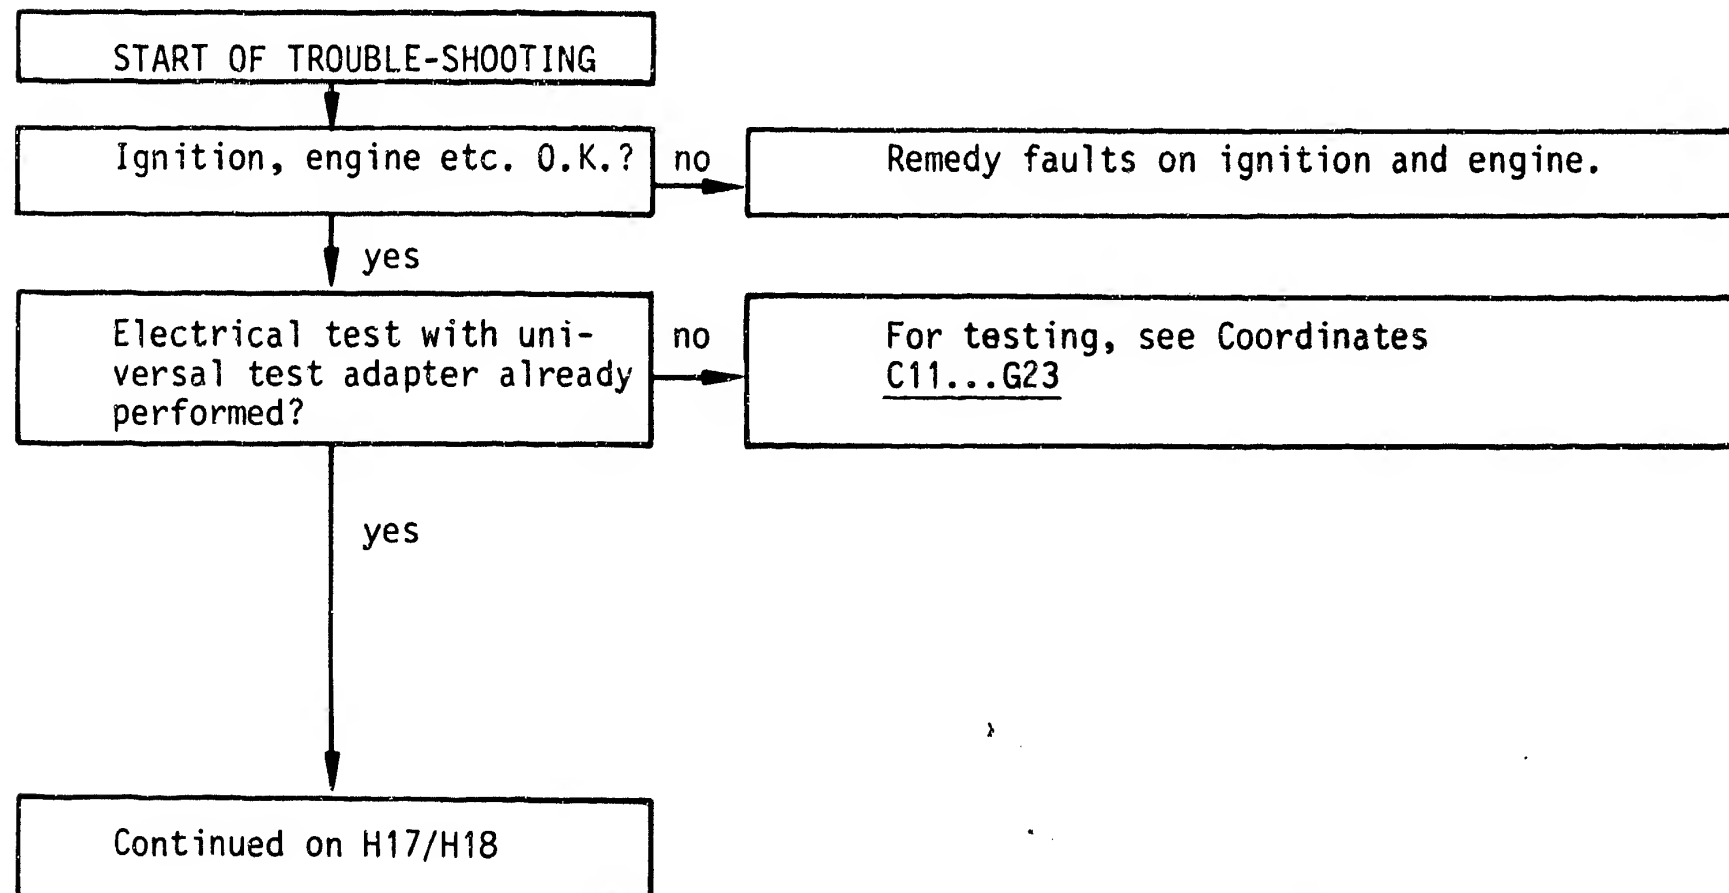 START OF TROUBLE-SHOOTING
Ignition, engine etc. O.K.?
no
Remedy faults on ignition and engine.
yes
Electrical test with uni-
versal test adapter already
performed?
no
For testing, see Coordinates
C11...G23
yes
Continued on H17/H18